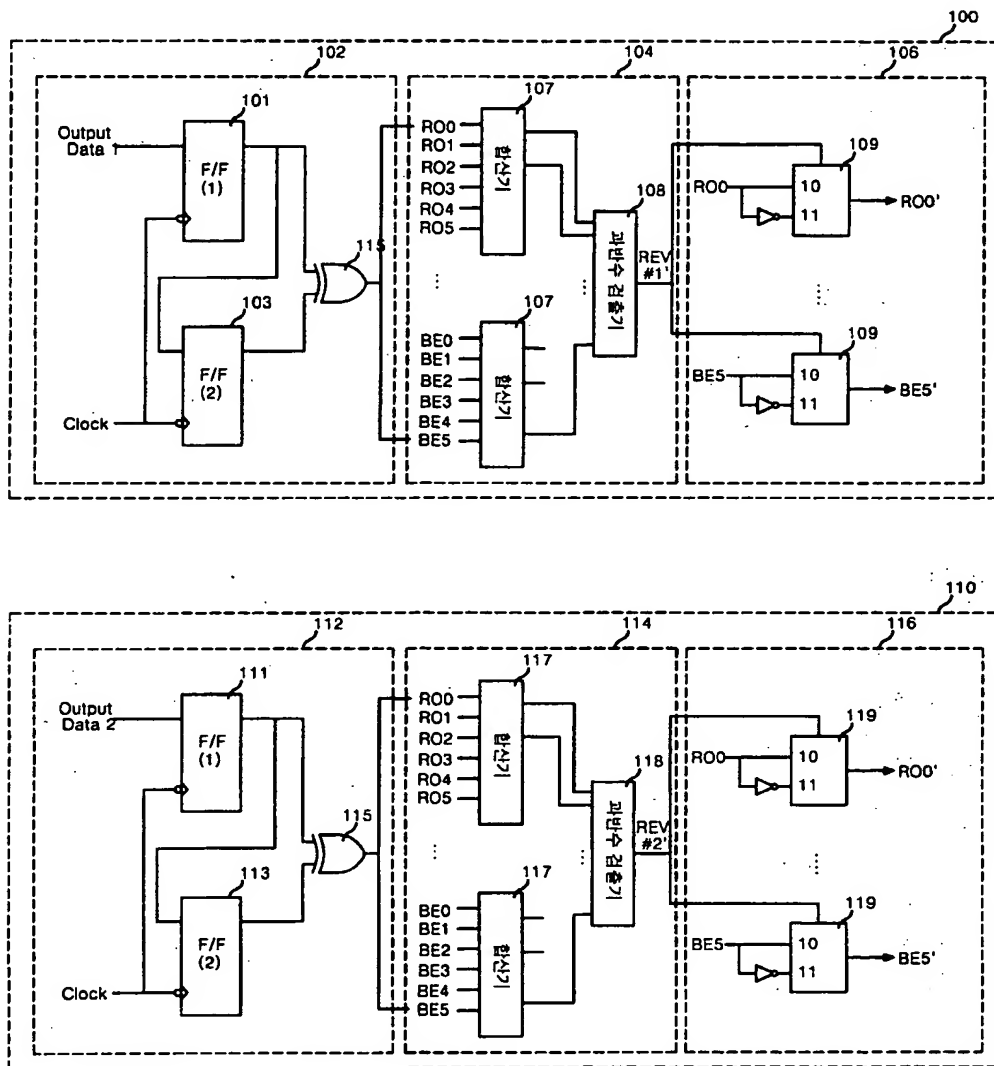 100
102
104
106
101
Output
Data 1
F/F
(1)
103
F/F
(2)
Clock
115
RO0
RO1
RO2
RO3
RO4
RO5
107
합산기
BE0
BE1
BE2
BE3
BE4
BE5
107
합산기
108
과반수 검출기
REV
#1'
109
RO0
10
11
RO0'
109
BE5
10
11
BE5'
110
112
114
116
111
Output
Data 2
F/F
(1)
113
F/F
(2)
Clock
115
RO0
RO1
RO2
RO3
RO4
RO5
117
합산기
BE0
BE1
BE2
BE3
BE4
BE5
117
합산기
118
과반수 검출기
REV
#2'
119
RO0
10
11
RO0'
119
BE5
10
11
BE5'